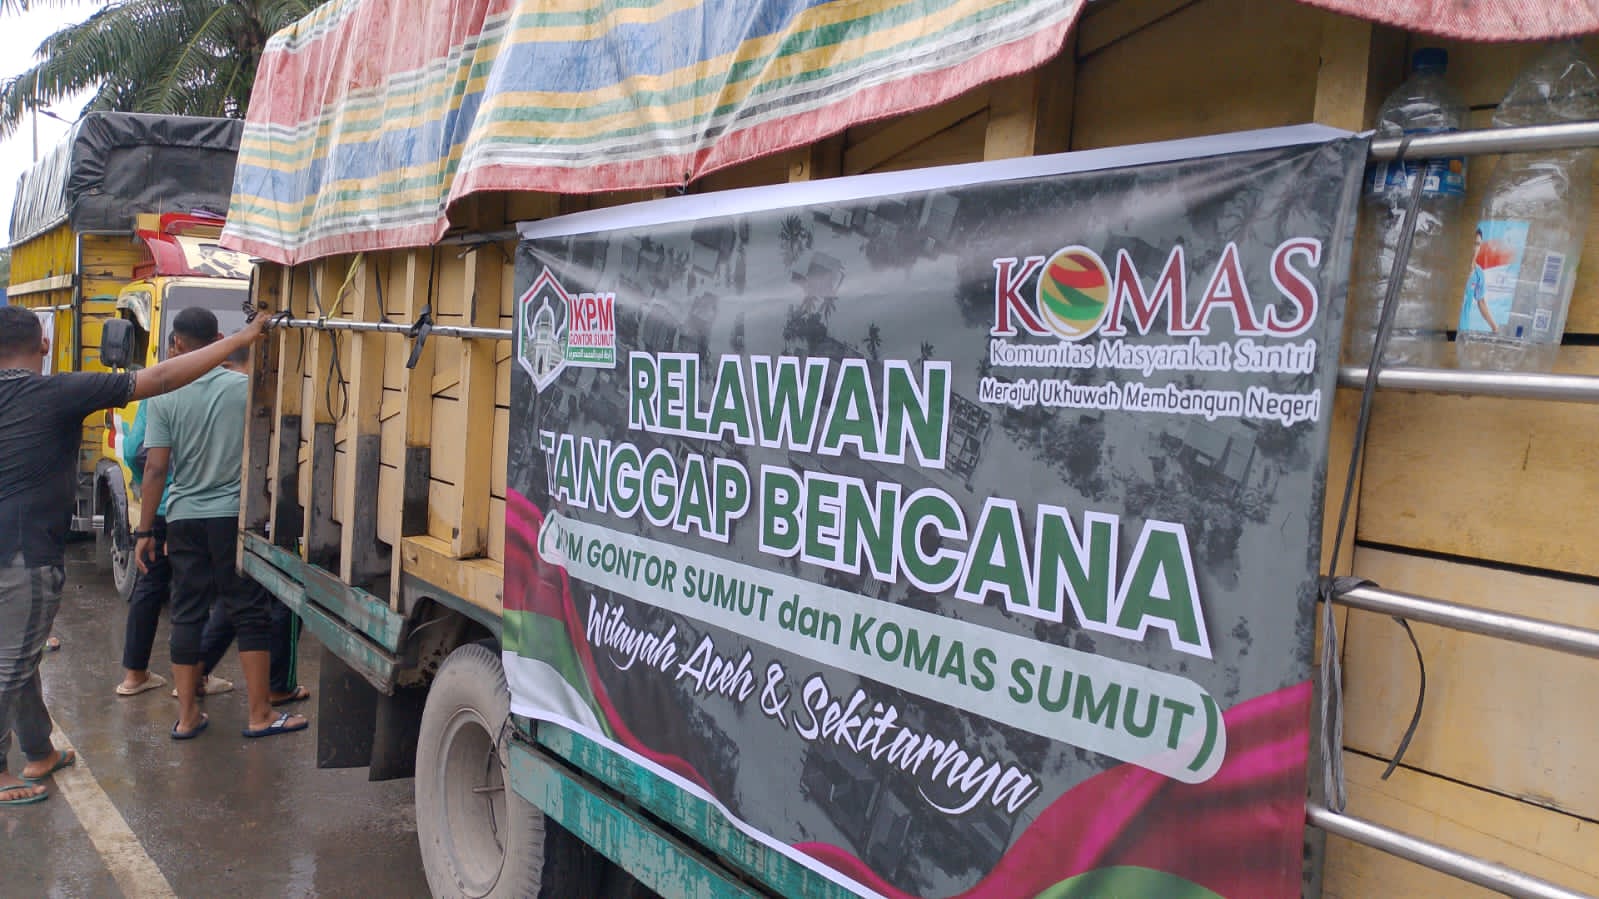 IKPM
GONTOR SUMUT
KOMAS
Komunitas Masyarakat Santri
Merajut Ukhuwah Membangun Negeri
RELAWAN
TANGGAP BENCANA
PM GONTOR SUMUT dan KOMAS SUMUT)
Wilayah Aceh & Sekitarnya